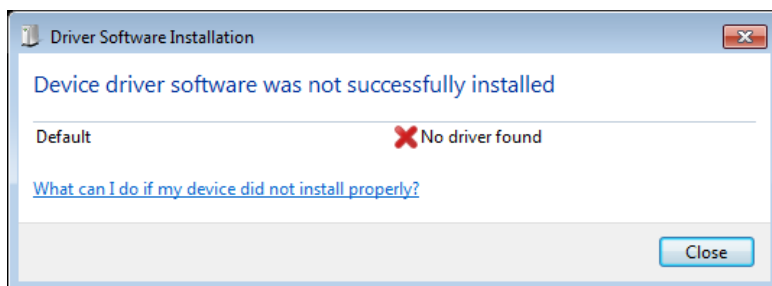 Driver Software Installation
Device driver software was not successfully installed
Default No driver found
What can I do if my device did not install properly?
Close